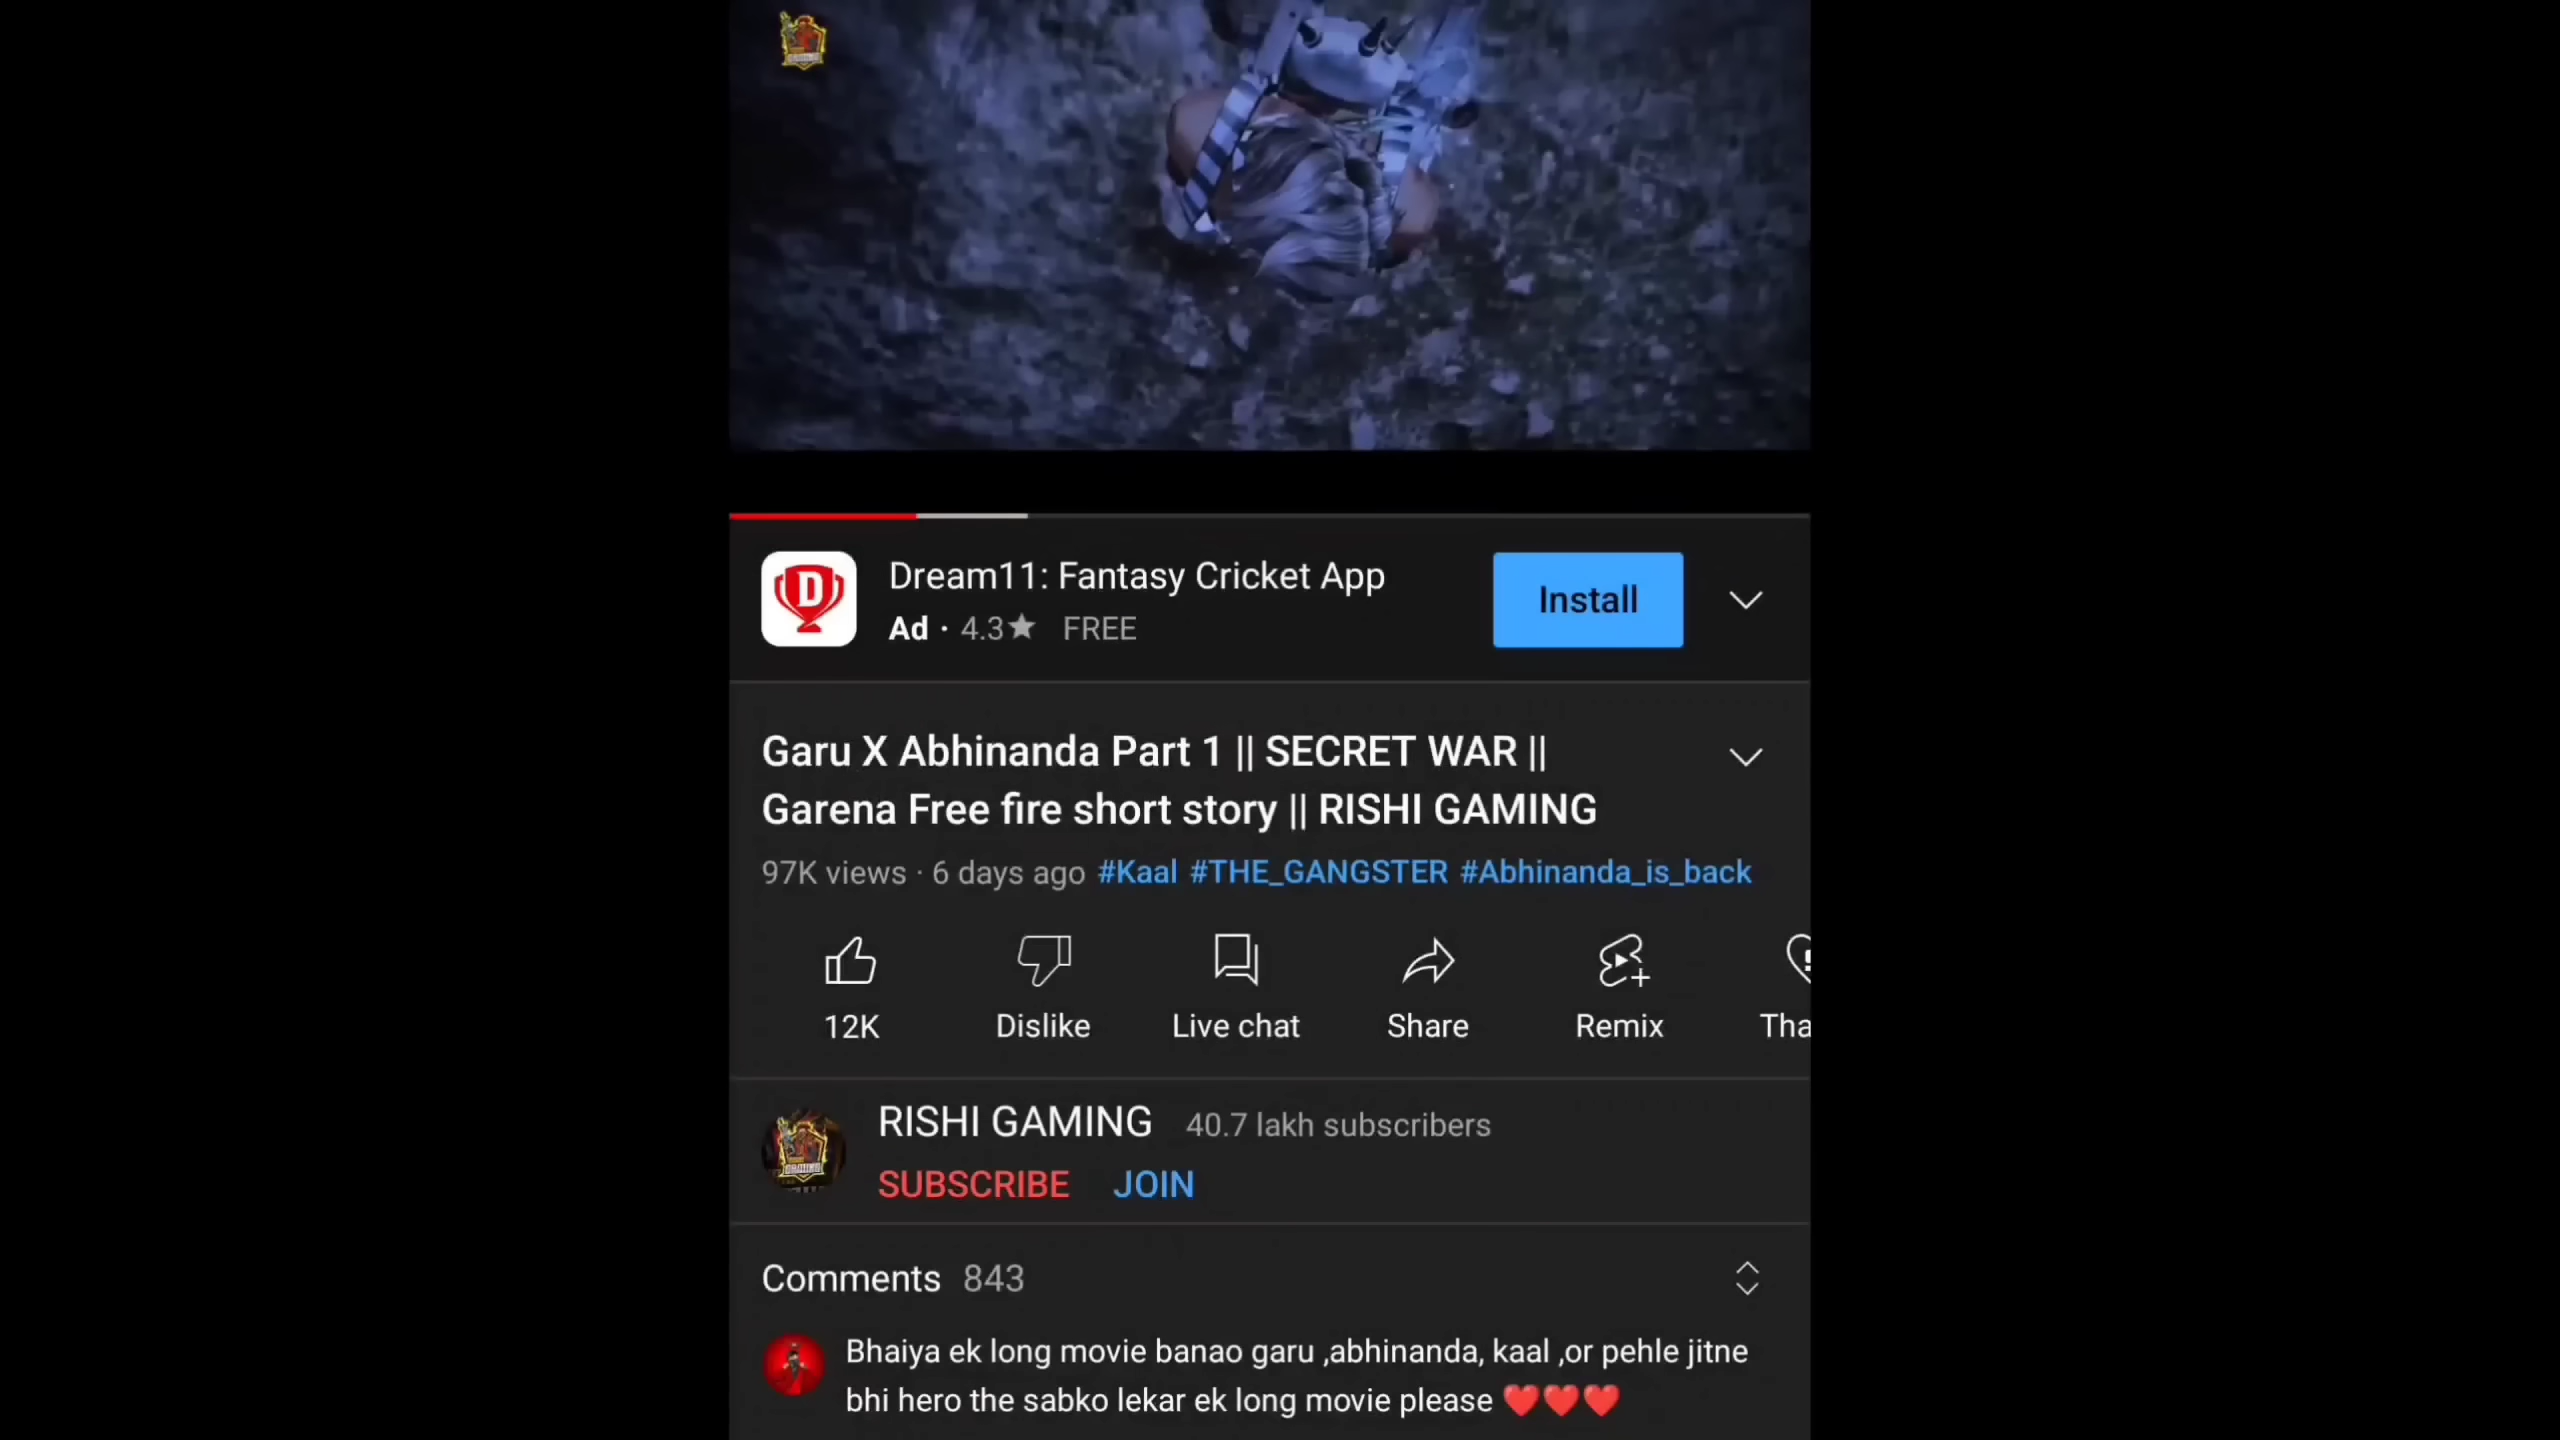 Dream11: Fantasy Cricket App
Ad · 4.3★ FREE
Install
Garu X Abhinanda Part 1 || SECRET WAR ||
Garena Free fire short story || RISHI GAMING
97K views · 6 days ago #Kaal #THE_GANGSTER #Abhinanda_is_back
12K Dislike Live chat Share Remix Tha
RISHI GAMING 40.7 lakh subscribers
SUBSCRIBE JOIN
Comments 843
Bhaiya ek long movie banao garu ,abhinanda, kaal ,or pehle jitne
bhi hero the sabko lekar ek long movie please ❤️❤️❤️